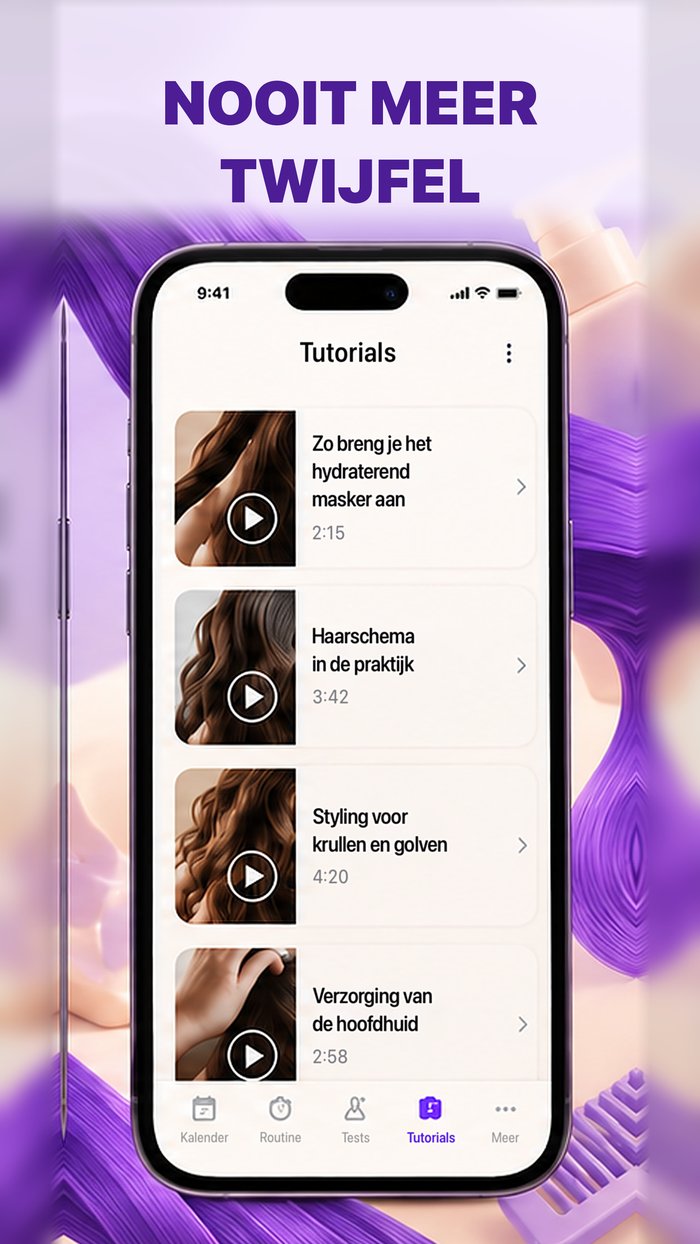 NOOIT MEER
TWIJFEL
9:41
Tutorials
Zo breng je het
hydraterend
masker aan
2:15
Haarschema
in de praktijk
3:42
Styling voor
krullen en golven
4:20
Verzorging van
de hoofdhuid
2:58
Kalender Routine Tests Tutorials Meer